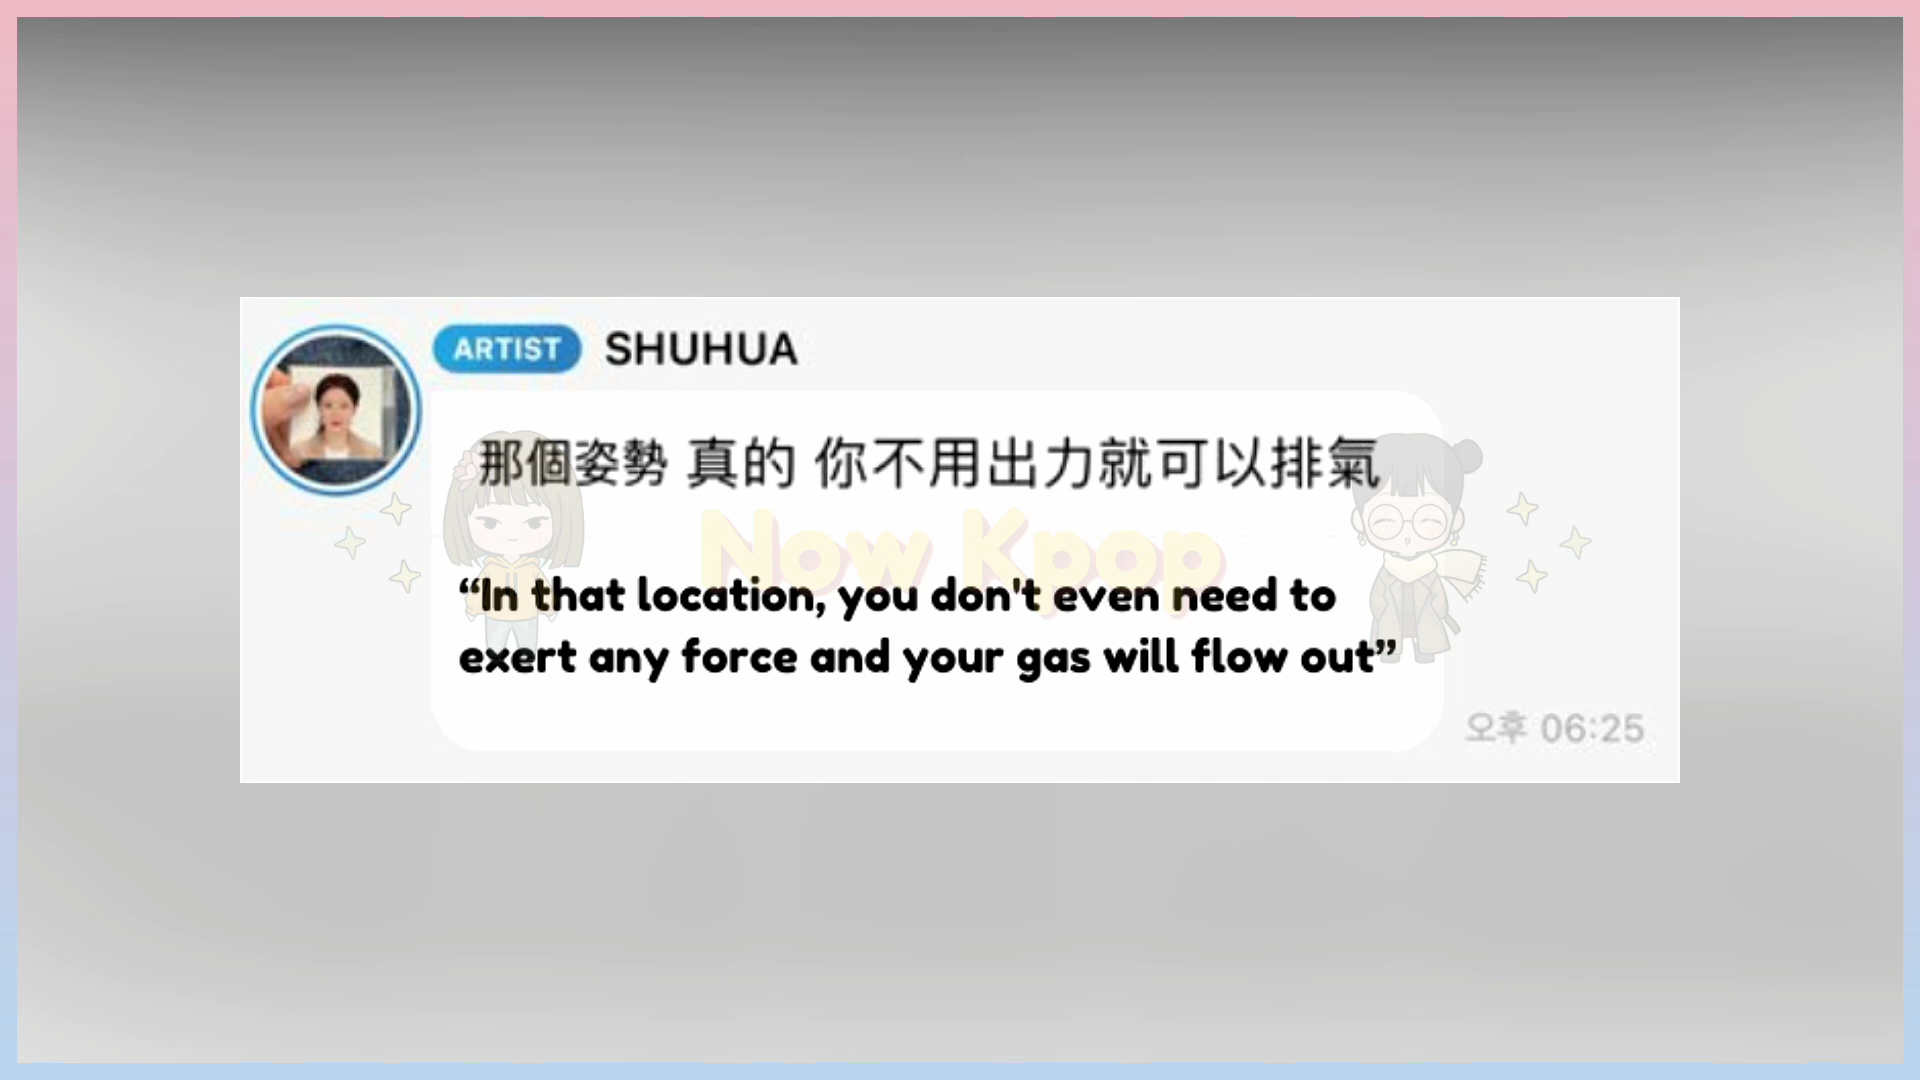 ARTIST SHUHUA
那個姿勢 真的 你不用出力就可以排氣
Now Kpop
“In that location, you don't even need to
exert any force and your gas will flow out”
오후 06:25